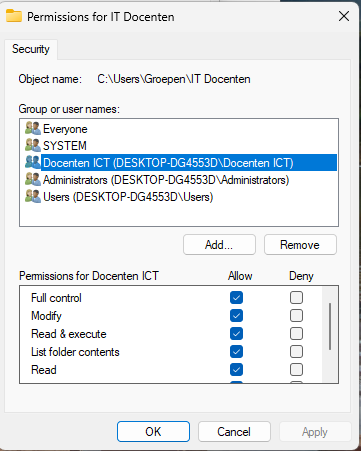 Permissions for IT Docenten
Security
Object name: C:\Users\Groepen\IT Docenten
Group or user names:
Everyone
SYSTEM
Docenten ICT (DESKTOP-DG4553D\Docenten ICT)
Administrators (DESKTOP-DG4553D\Administrators)
Users (DESKTOP-DG4553D\Users)
Add... Remove
Permissions for Docenten ICT Allow Deny
Full control
Modify
Read & execute
List folder contents
Read
OK Cancel Apply